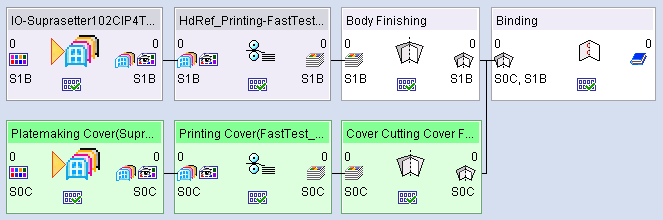 IO-Suprasetter102CIP4T...
0 0
S1B S1B
HdRef_Printing-FastTest...
0 0
S1B S1B
Body Finishing
0 0
S1B S1B
Binding
0 0
S0C, S1B
Platemaking Cover(Supr...
0 0
S0C S0C
Printing Cover(FastTest_...
0 0
S0C S0C
Cover Cutting Cover F...
0 0
S0C S0C